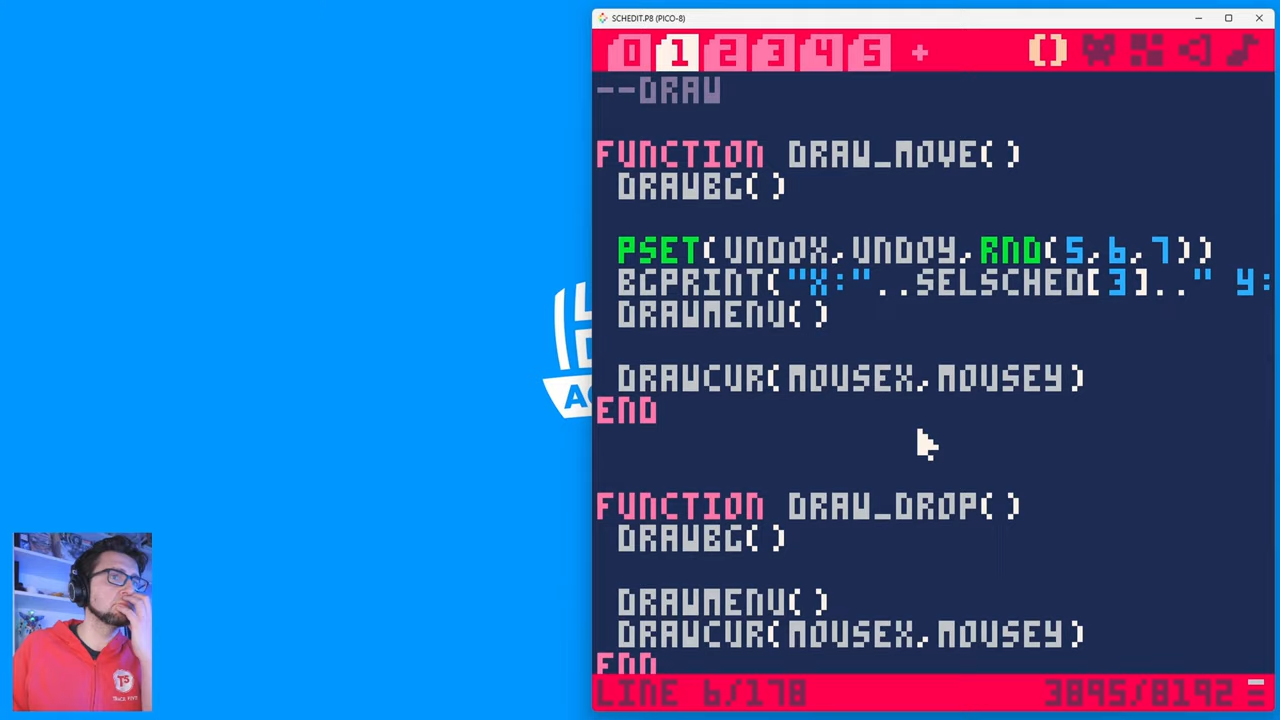 SCHEDIT.P8 (PICO-8)
0 1 2 3 4 5 +
--DRAW
FUNCTION DRAW_MOVE()
DRAWBG()
PSET(UNDOX,UNDOY,RND(5,6,7))
BGPRINT("X:"..SELSCHED[3].." Y:
DRAWMENU()
DRAWCUR(MOUSEX,MOUSEY)
END
FUNCTION DRAW_DROP()
DRAWBG()
DRAWMENU()
DRAWCUR(MOUSEX,MOUSEY)
END
LINE 6/178
3895/8192